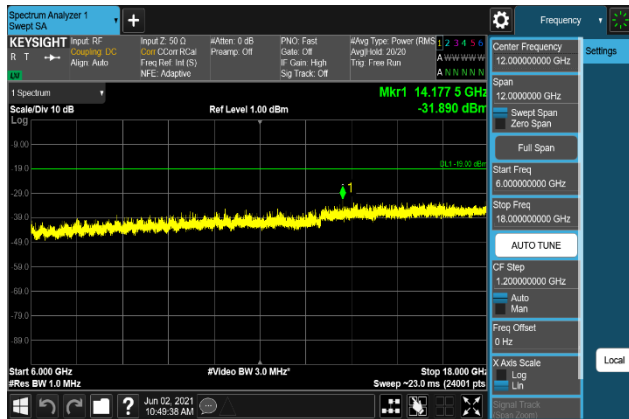 Spectrum Analyzer 1
Swept SA
Frequency
KEYSIGHT
Input: RF
Coupling: DC
Align: Auto
R T
LXI
Input Z: 50 Ω
Corr CCorr RCal
Freq Ref: Int (S)
NFE: Adaptive
#Atten: 0 dB
Preamp: Off
PNO: Fast
Gate: Off
IF Gain: High
Sig Track: Off
#Avg Type: Power (RMS
Avg|Hold: 20/20
Trig: Free Run
1 2 3 4 5 6
A W W W W W
A N N N N N
1 Spectrum
Scale/Div 10 dB
Log
Ref Level 1.00 dBm
Mkr1 14.177 5 GHz
-31.890 dBm
-9.00
-19.0
DL1 -19.00 dBm
-29.0
1
-39.0
-49.0
-59.0
-69.0
-79.0
-89.0
Start 6.000 GHz
#Res BW 1.0 MHz
#Video BW 3.0 MHz*
Stop 18.000 GHz
Sweep ~23.0 ms (24001 pts
?
Jun 02, 2021
10:49:38 AM
Center Frequency
12.000000000 GHz
Span
12.0000000 GHz
Swept Span
Zero Span
Full Span
Start Freq
6.000000000 GHz
Stop Freq
18.000000000 GHz
AUTO TUNE
CF Step
1.200000000 GHz
Auto
Man
Freq Offset
0 Hz
X Axis Scale
Log
Lin
Signal Track
(Span Zoom)
Settings
Local